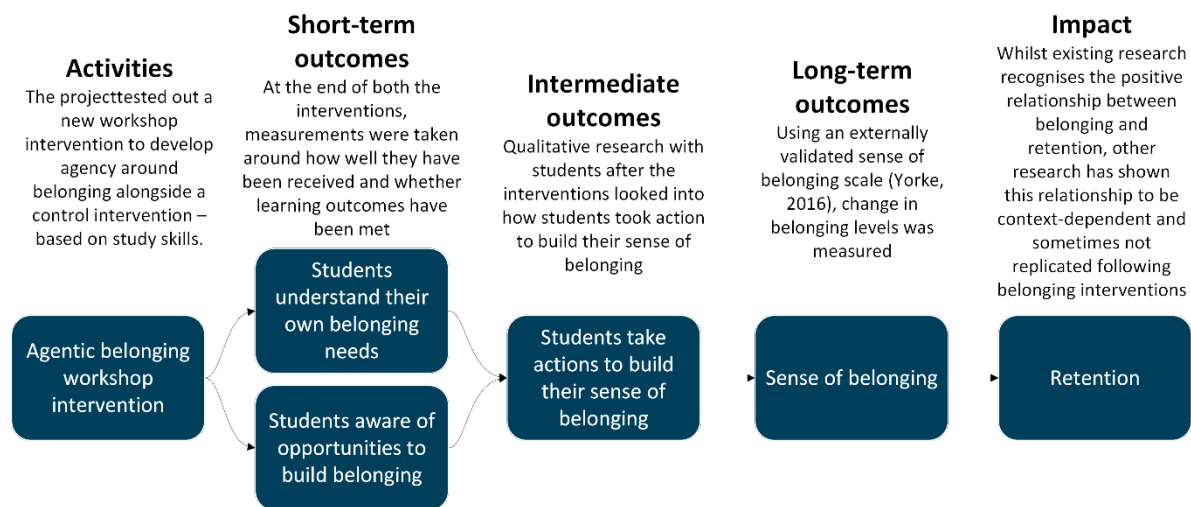 Activities
The projecttested out a
new workshop
intervention to develop
agency around
belonging alongside a
control intervention –
based on study skills.
Short-term
outcomes
At the end of both the
interventions,
measurements were taken
around how well they have
been received and whether
learning outcomes have
been met
Intermediate
outcomes
Qualitative research with
students after the
interventions looked into
how students took action
to build their sense of
belonging
Long-term
outcomes
Using an externally
validated sense of
belonging scale (Yorke,
2016), change in
belonging levels was
measured
Impact
Whilst existing research
recognises the positive
relationship between
belonging and
retention, other
research has shown
this relationship to be
context-dependent and
sometimes not
replicated following
belonging interventions
Agentic belonging
workshop
intervention
Students
understand their
own belonging
needs
Students aware of
opportunities to
build belonging
Students take
actions to build
their sense of
belonging
Sense of belonging
Retention